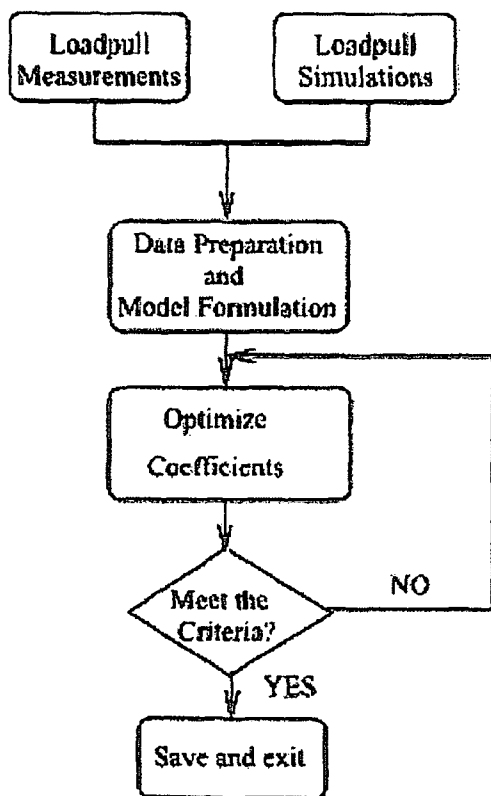 Loadpull
Measurements
Loadpull
Simulations
Data Preparation
and
Model Formulation
Optimize
Coefficients
Meet the
Criteria?
NO
YES
Save and exit